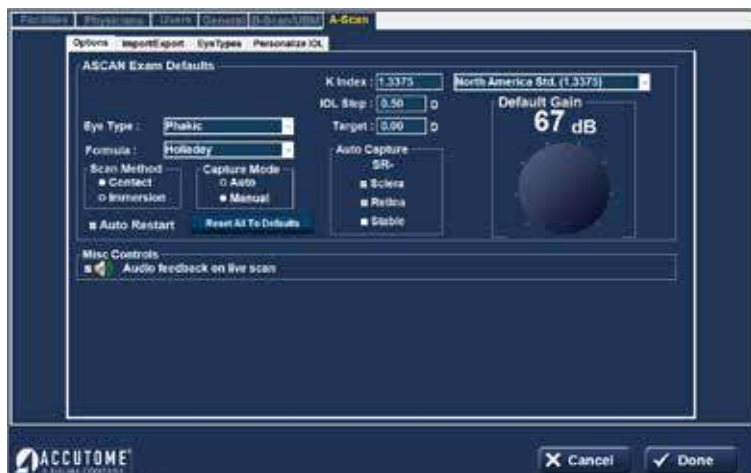 Facilities Physicians Users General B-Scan/UBM A-Scan
Options Import/Export EyeTypes Personalize IOL
ASCAN Exam Defaults
K Index : 1.3375 North America Std. (1.3375)
IOL Step : 0.50 D
Default Gain
67 dB
Eye Type : Phakic
Target : 0.00 D
Formula : Holladay
Auto Capture
SR-
Scan Method
Capture Mode
Contact
Auto
Sclera
Immersion
Manual
Retina
Auto Restart
Reset All To Defaults
Stable
Misc Controls
Audio feedback on live scan
ACCUTOME
Cancel
Done